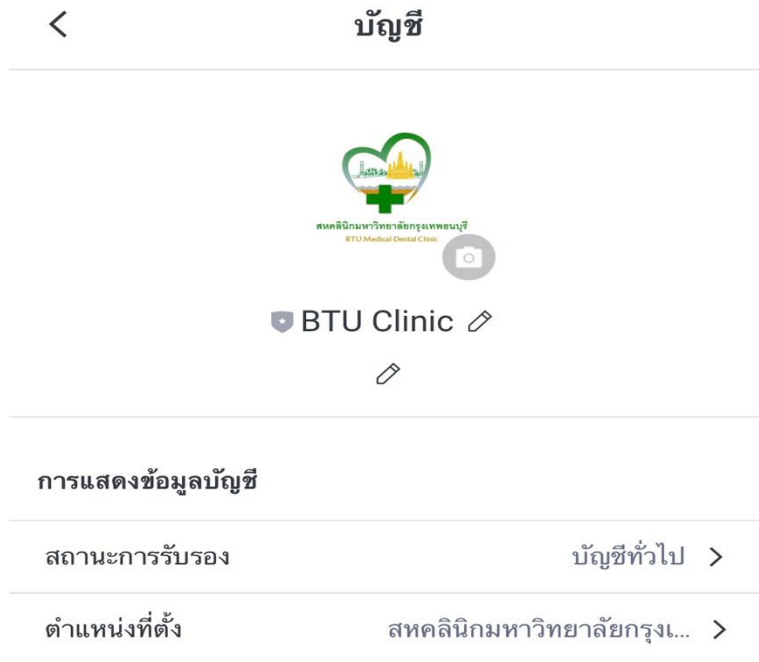 บัญชี
สหคลินิกมหาวิทยาลัยกรุงเทพธนบุรี
BTU Medical-Dental Clinic
BTU Clinic
การแสดงข้อมูลบัญชี
สถานะการรับรอง บัญชีทั่วไป
ตำแหน่งที่ตั้ง สหคลินิกมหาวิทยาลัยกรุงเ...